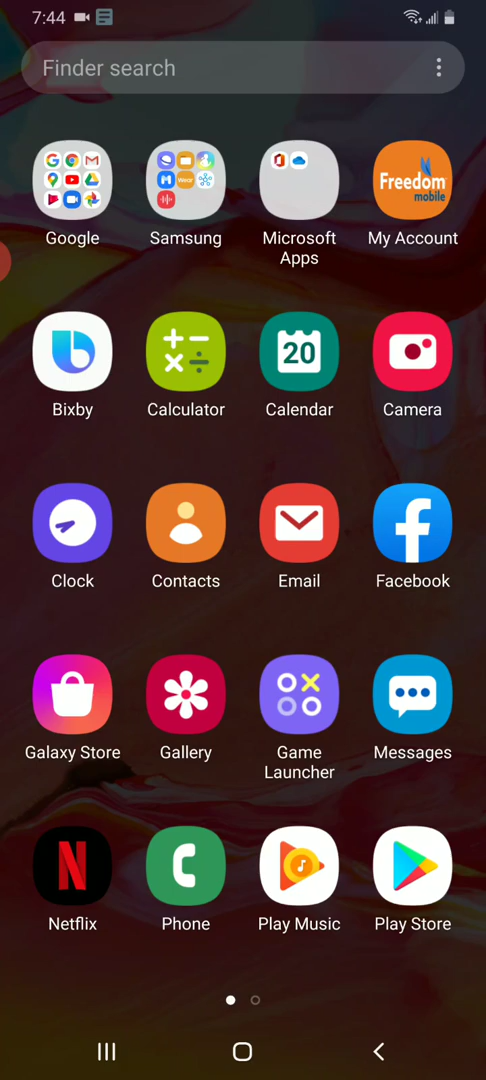 7:44
Finder search
Google
Samsung
Microsoft Apps
Freedom mobile
My Account
Bixby
Calculator
20
Calendar
Camera
Clock
Contacts
Email
Facebook
Galaxy Store
Gallery
Game Launcher
Messages
Netflix
Phone
Play Music
Play Store